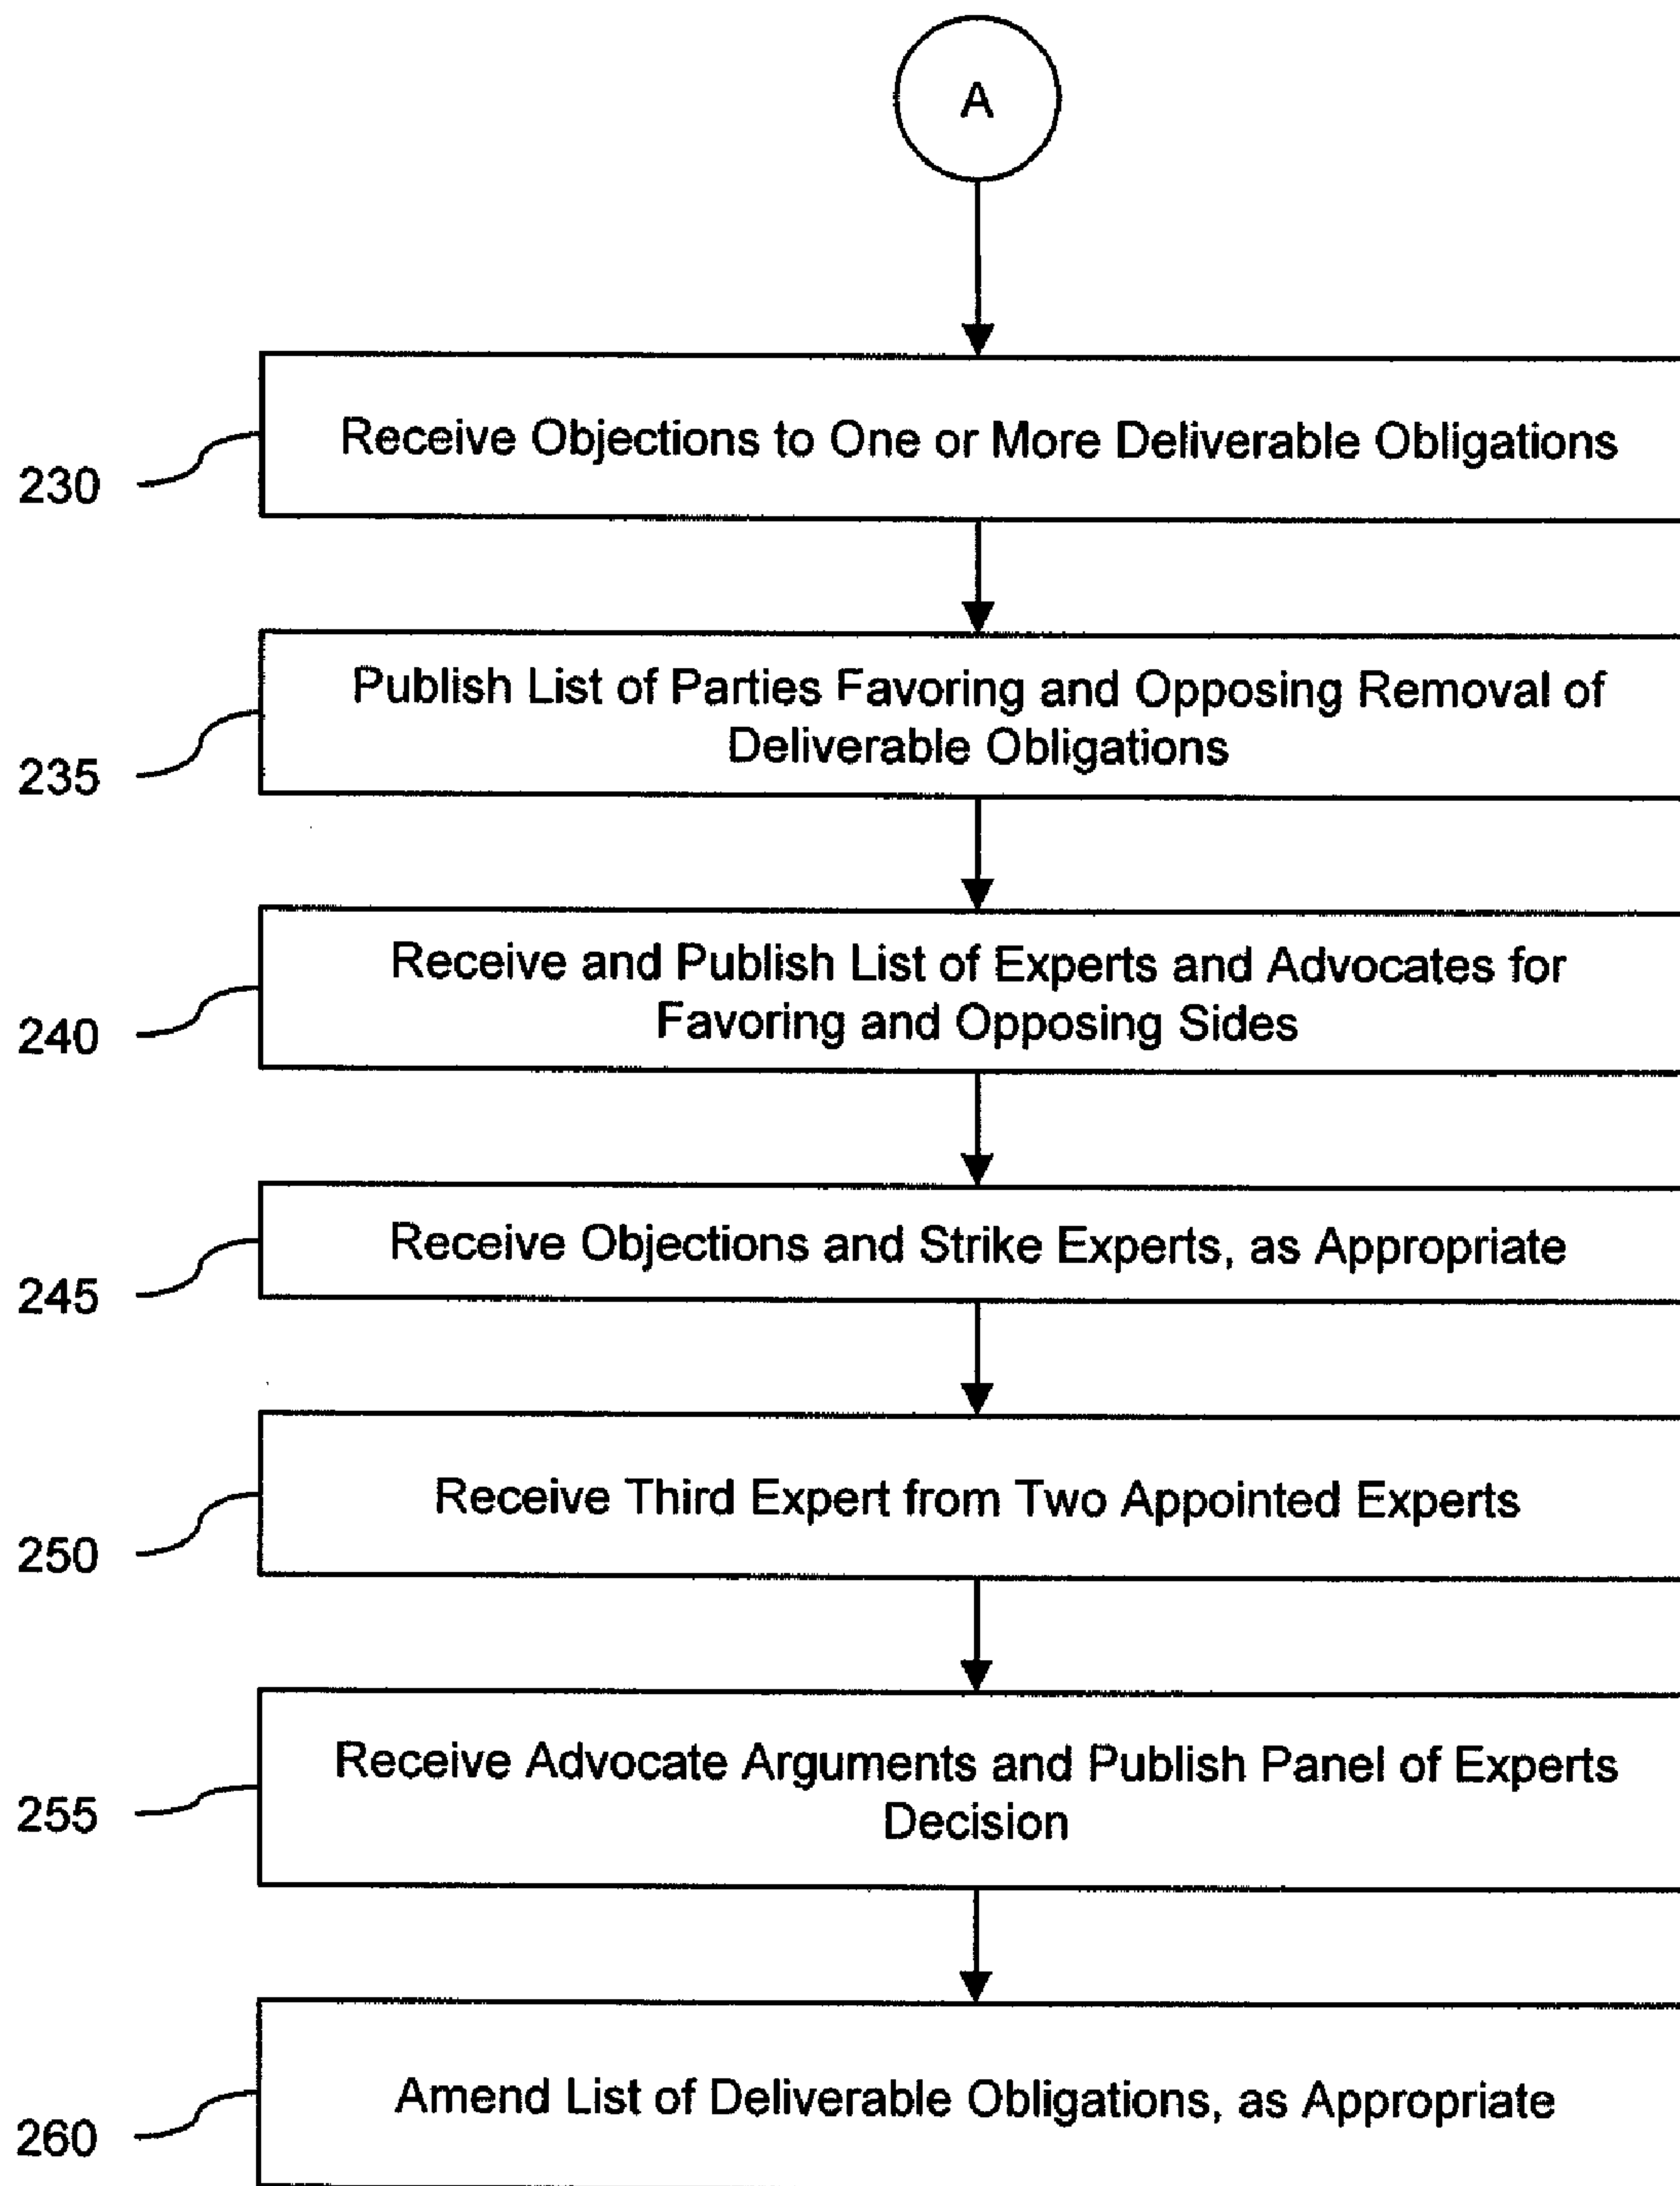 A
Receive Objections to One or More Deliverable Obligations
230
Publish List of Parties Favoring and Opposing Removal of
Deliverable Obligations
235
Receive and Publish List of Experts and Advocates for
Favoring and Opposing Sides
240
Receive Objections and Strike Experts, as Appropriate
245
Receive Third Expert from Two Appointed Experts
250
Receive Advocate Arguments and Publish Panel of Experts
Decision
255
Amend List of Deliverable Obligations, as Appropriate
260